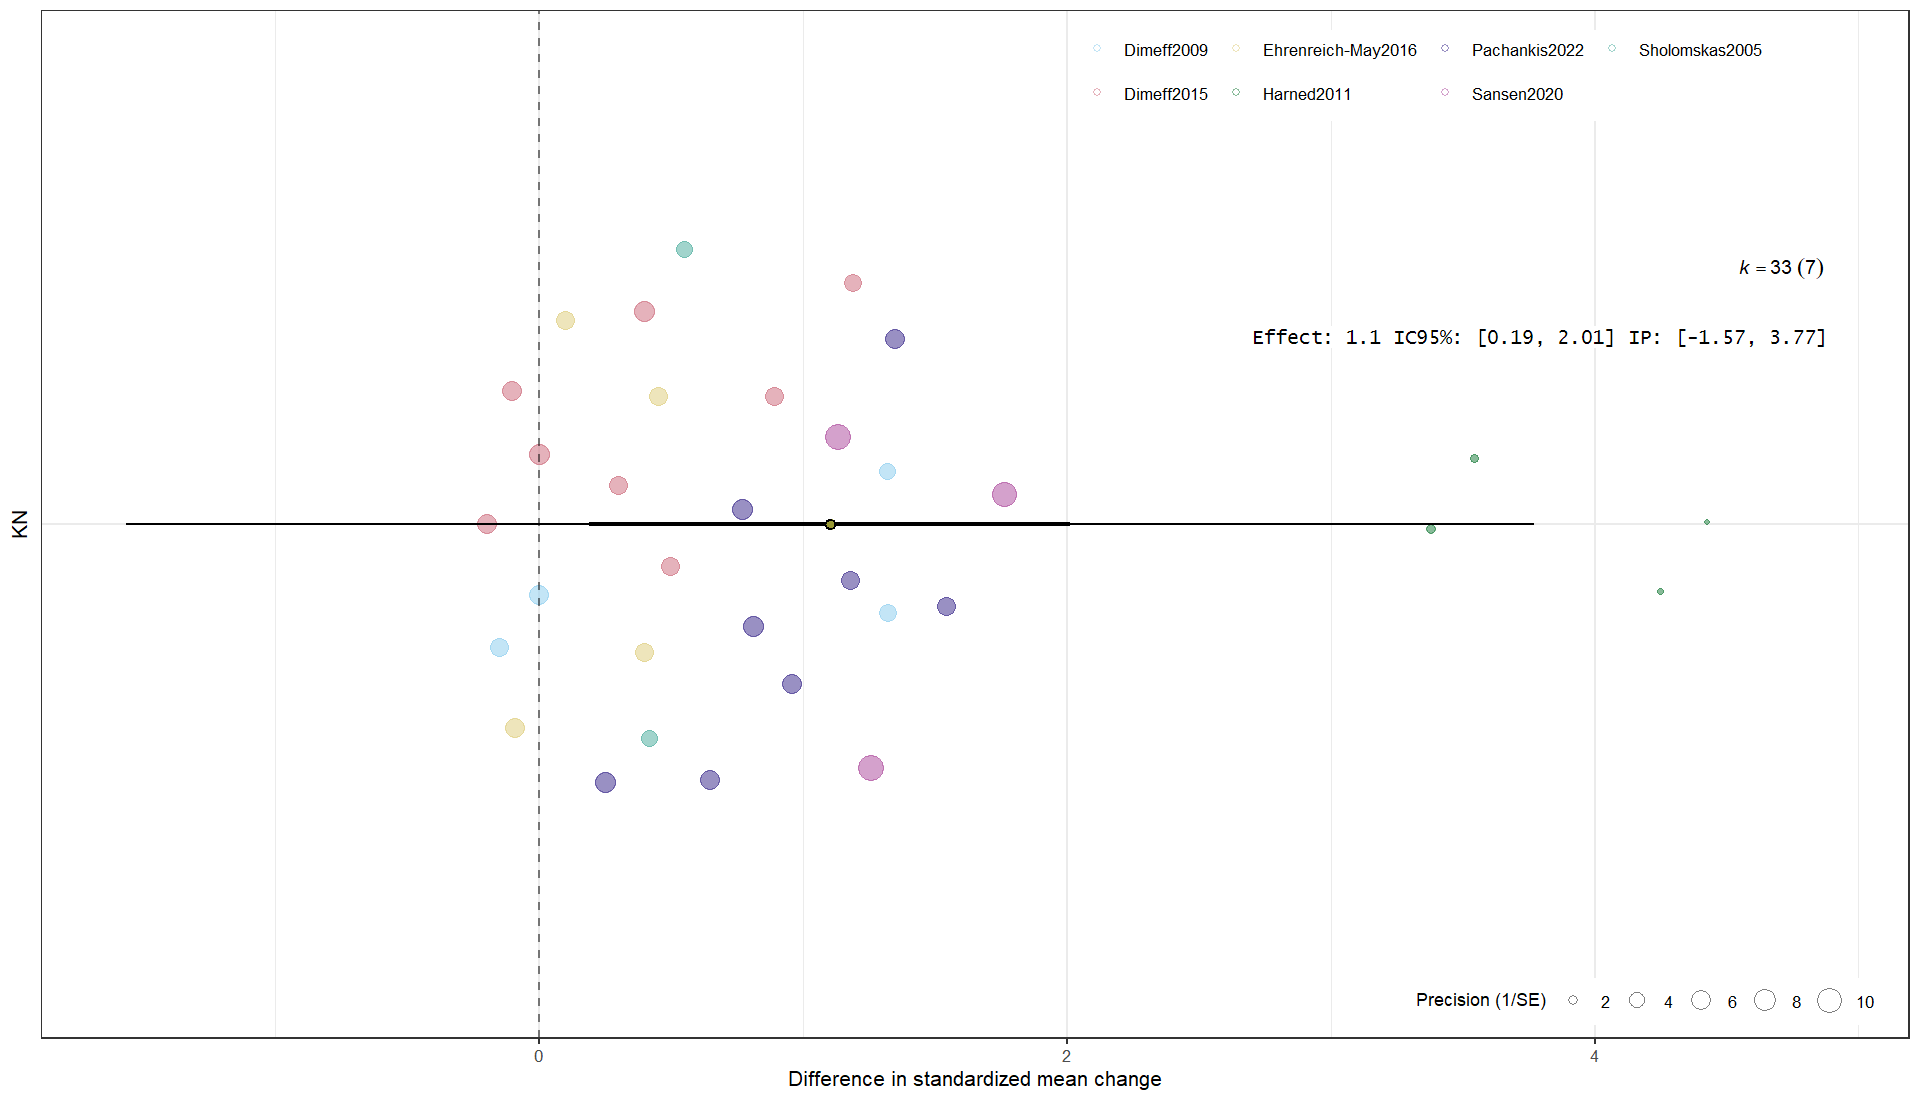 Dimeff2009 Ehrenreich-May2016 Pachankis2022 Sholomskas2005
Dimeff2015 Harned2011 Sansen2020
k = 33 (7)
Effect: 1.1 IC95%: [0.19, 2.01] IP: [-1.57, 3.77]
KN
Precision (1/SE) 2 4 6 8 10
0 2 4
Difference in standardized mean change